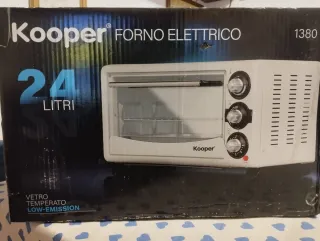 Kooper® FORNO ELETTRICO
1380
24
LITRI
Kooper®
VETRO
TEMPERATO
LOW-EMISSION